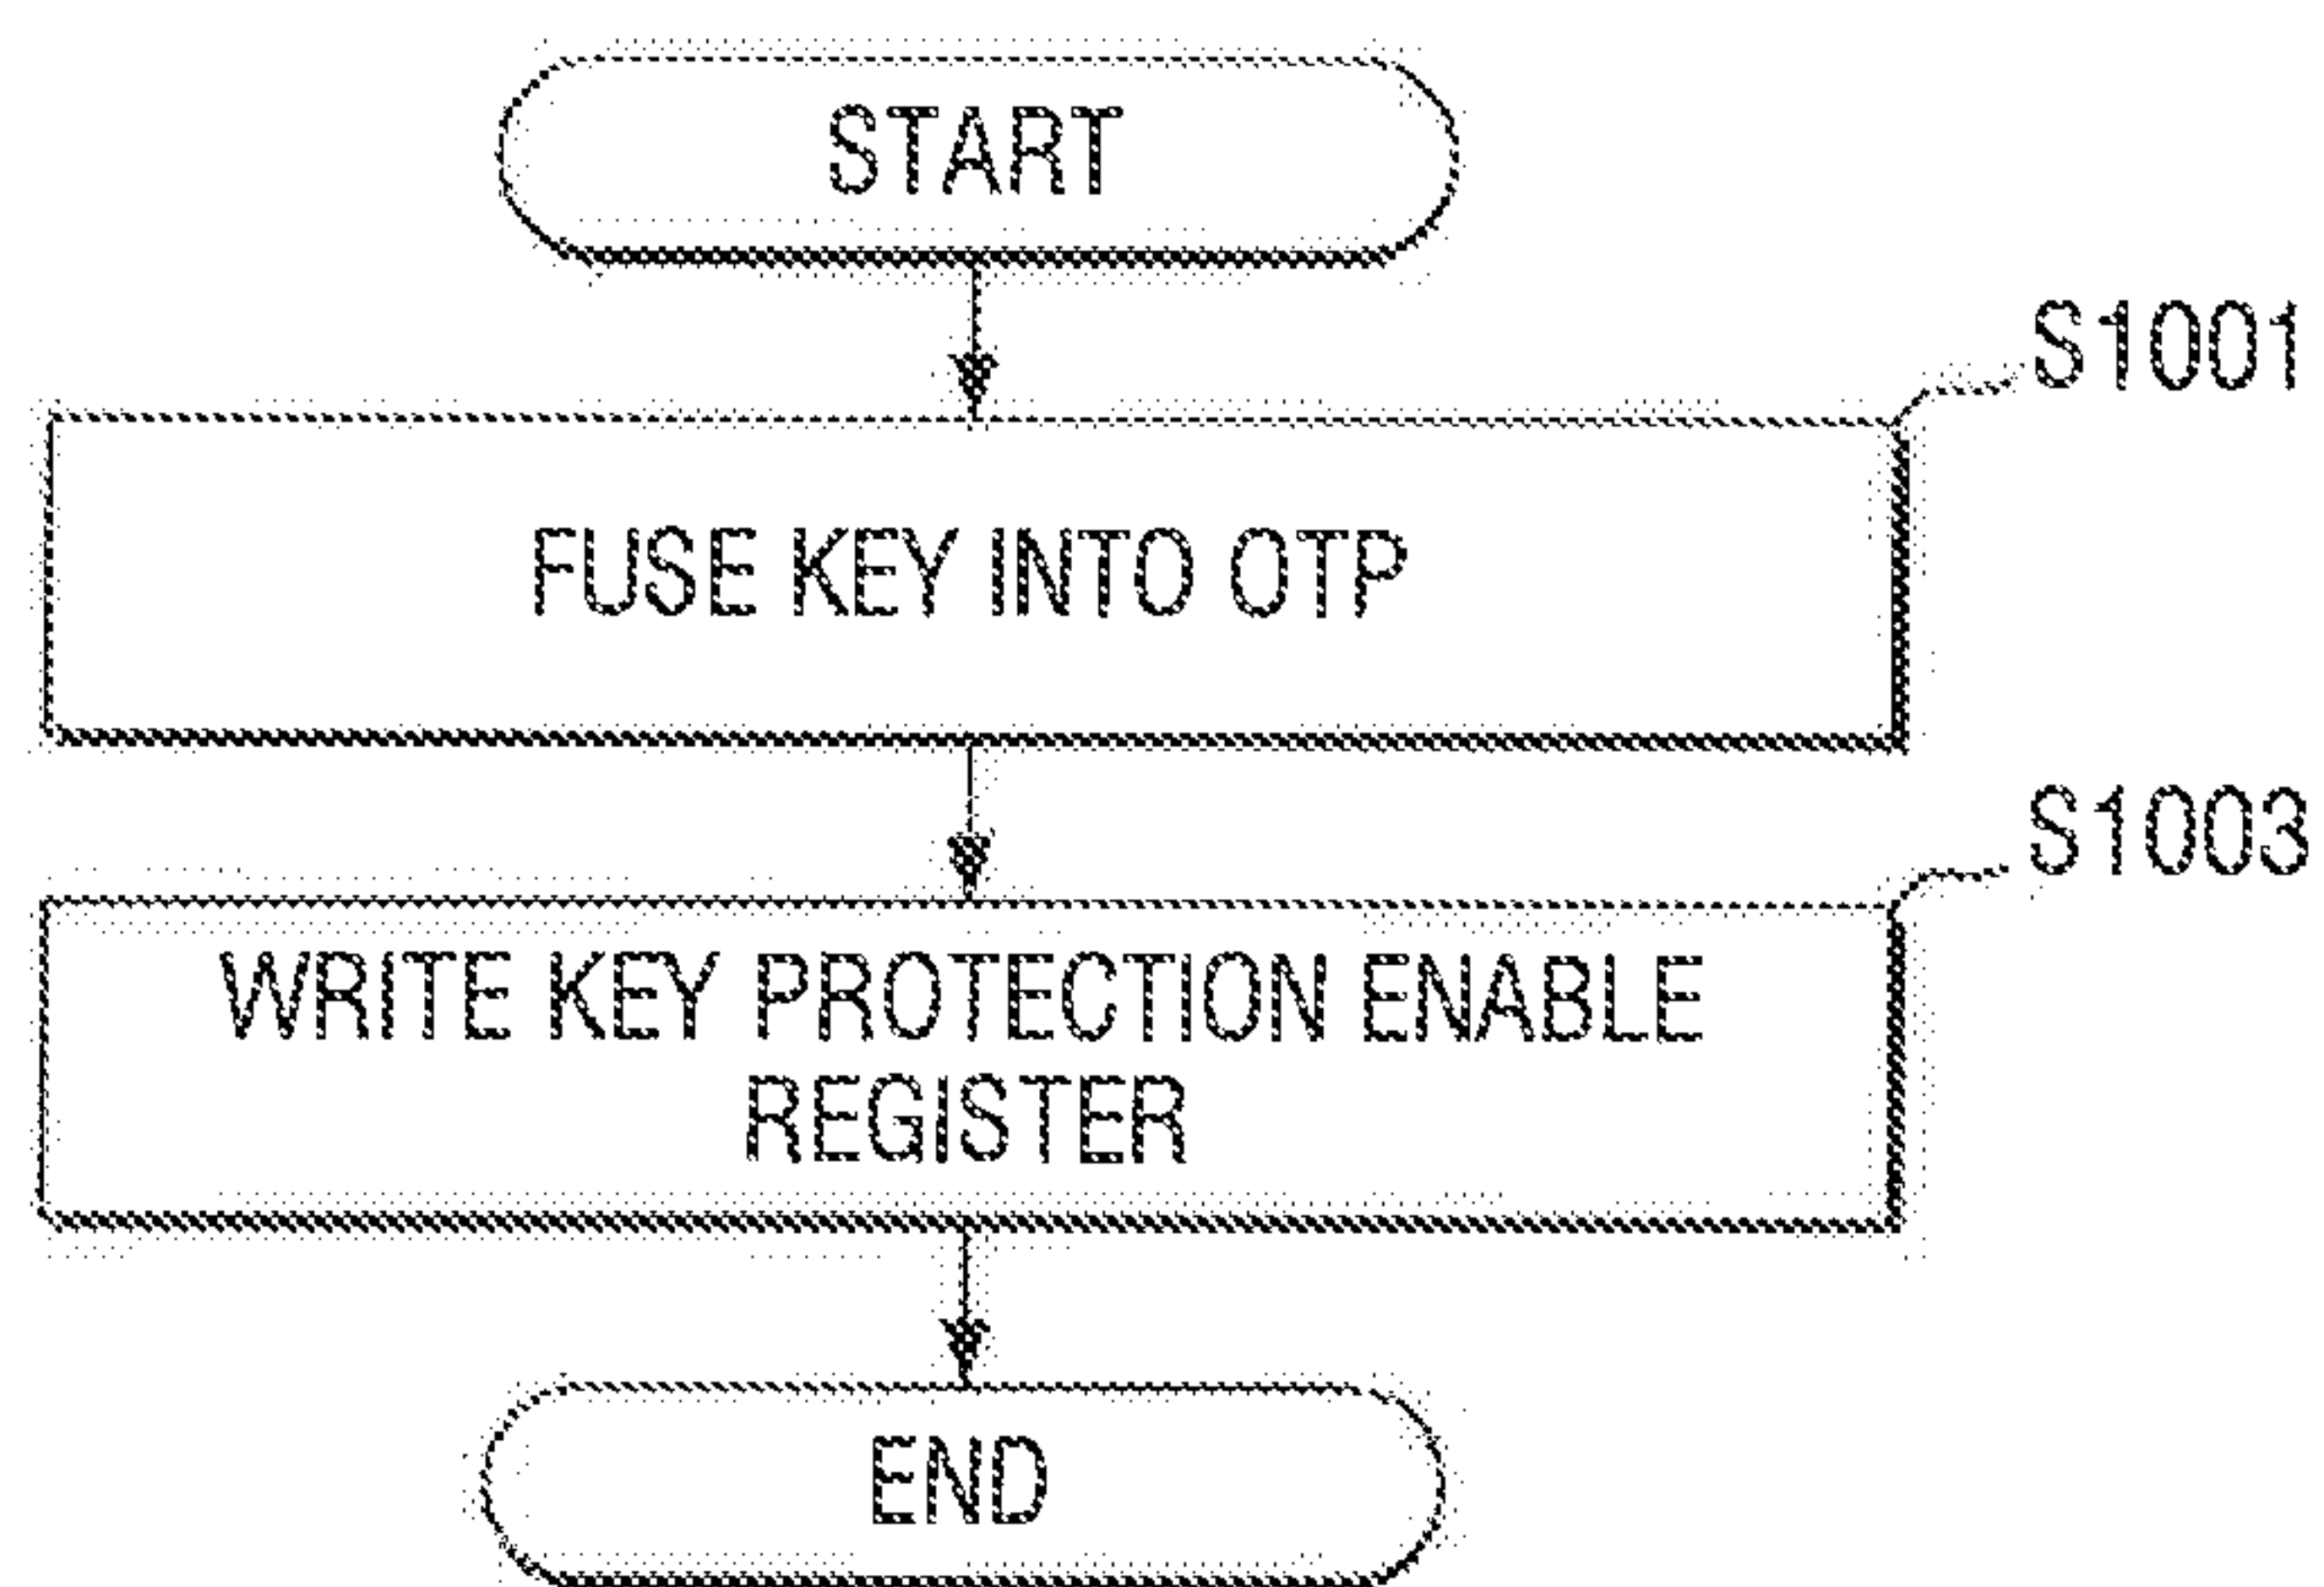 START
S1001
FUSE KEY INTO OTP
S1003
WRITE KEY PROTECTION ENABLE
REGISTER
END